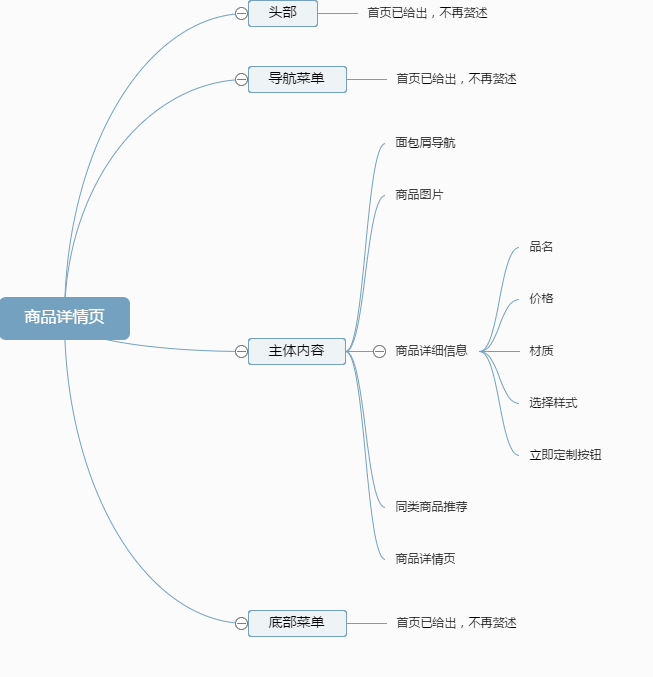 头部
首页已给出，不再赘述
导航菜单
首页已给出，不再赘述
面包屑导航
商品图片
品名
价格
商品详情页
主体内容
商品详细信息
材质
选择样式
立即定制按钮
同类商品推荐
商品详情页
底部菜单
首页已给出，不再赘述